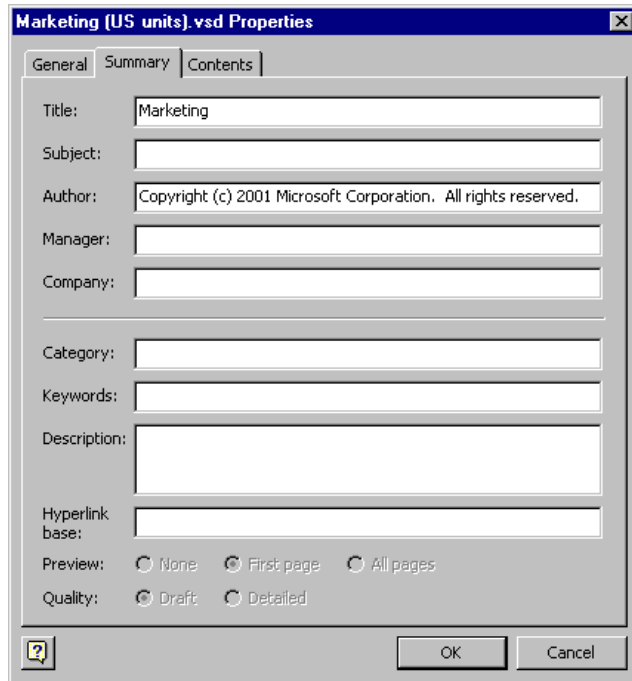 Marketing (US units).vsd Properties
General Summary Contents
Title: Marketing
Subject:
Author: Copyright (c) 2001 Microsoft Corporation.  All rights reserved.
Manager:
Company:
Category:
Keywords:
Description:
Hyperlink
base:
Preview: None First page All pages
Quality: Draft Detailed
? OK Cancel